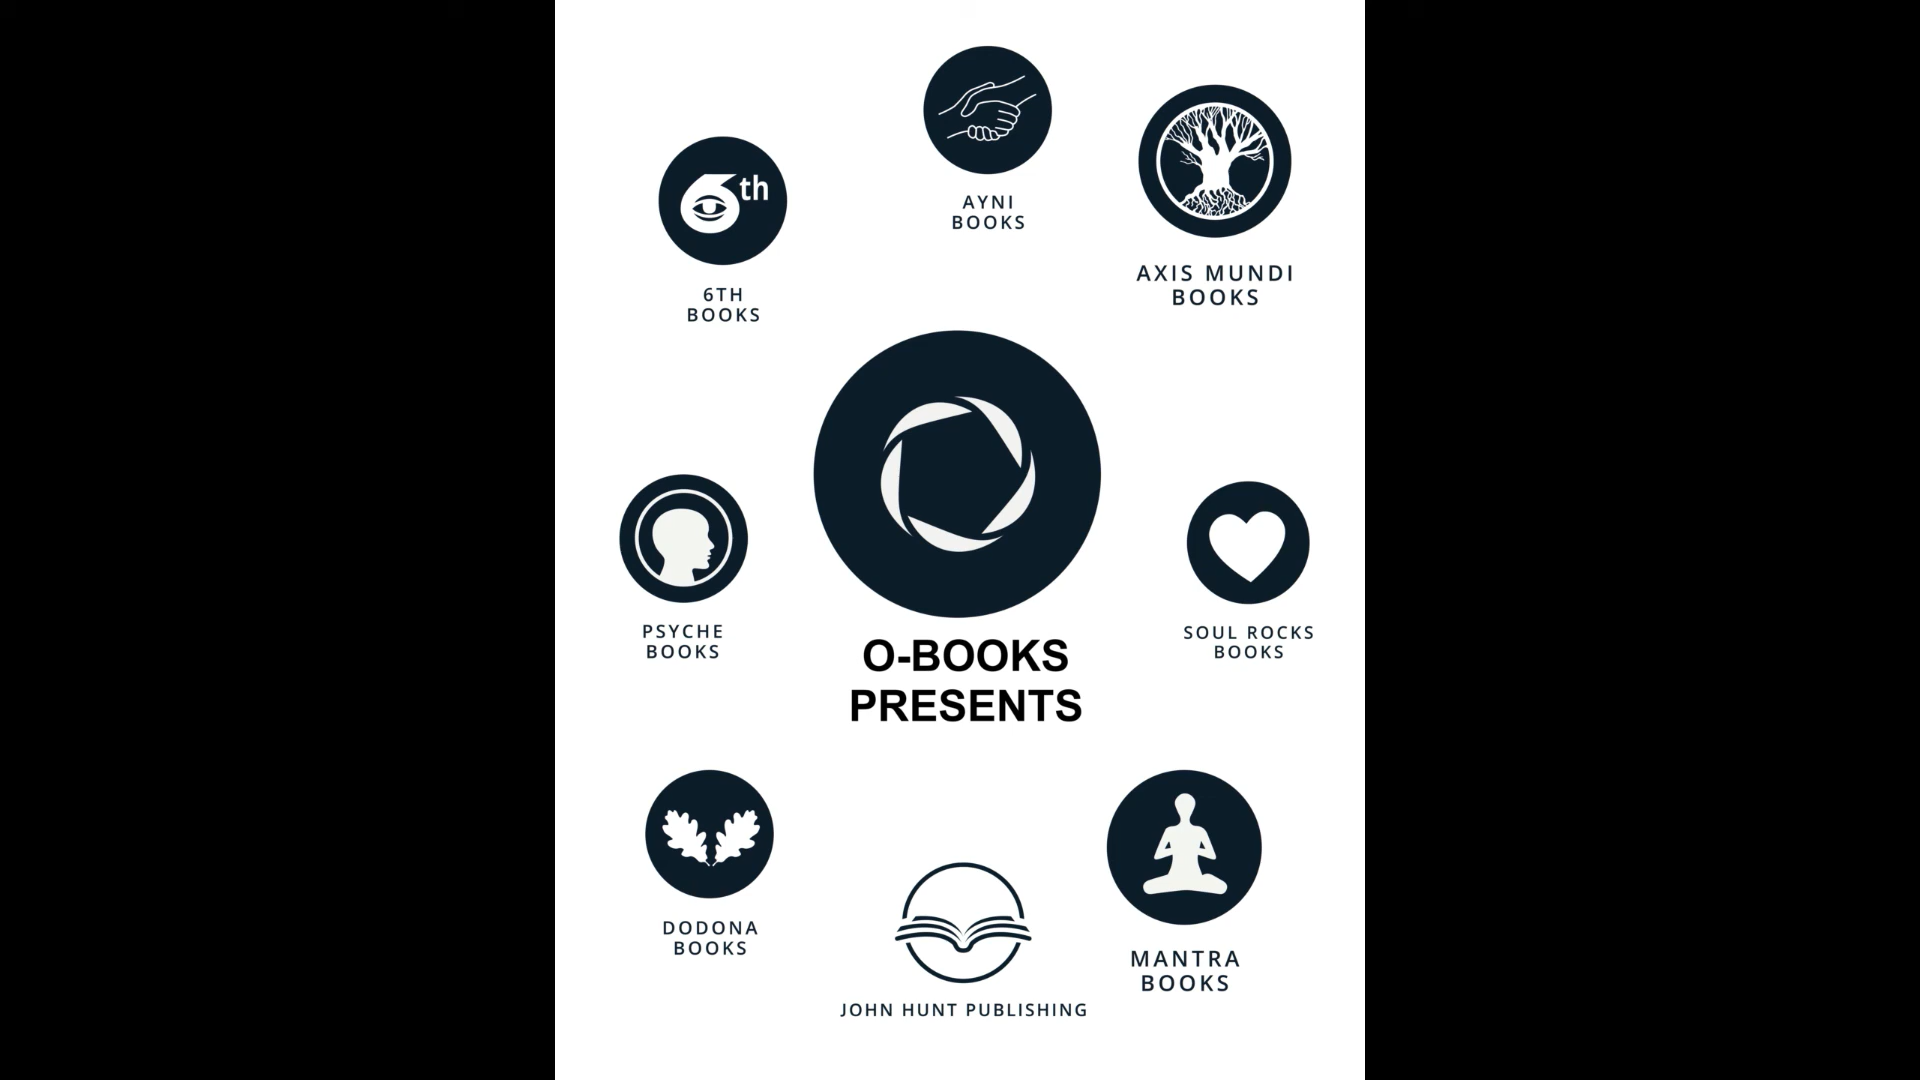 AYNI
BOOKS
6th
6TH
BOOKS
AXIS MUNDI
BOOKS
PSYCHE
BOOKS
O-BOOKS
PRESENTS
SOUL ROCKS
BOOKS
DODONA
BOOKS
MANTRA
BOOKS
JOHN HUNT PUBLISHING